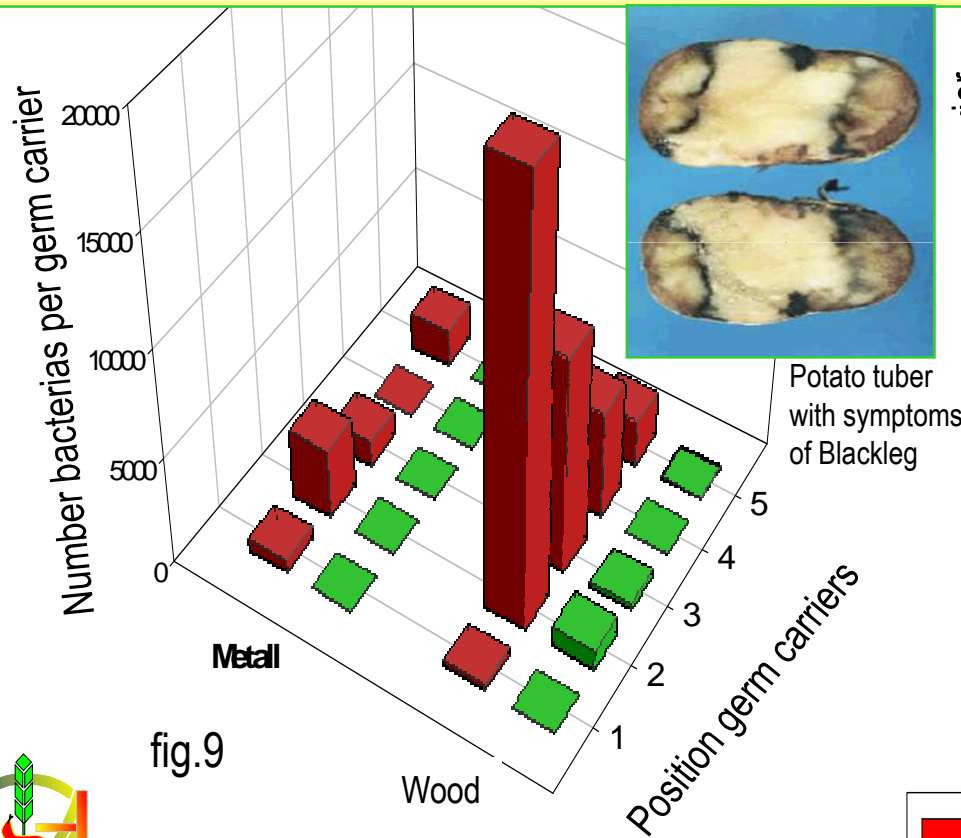 Number bacterias per germ carrier
20000
15000
10000
5000
0
Metall
Wood
1
2
3
4
5
Position germ carriers
Potato tuber
with symptoms
of Blackleg
fig.9